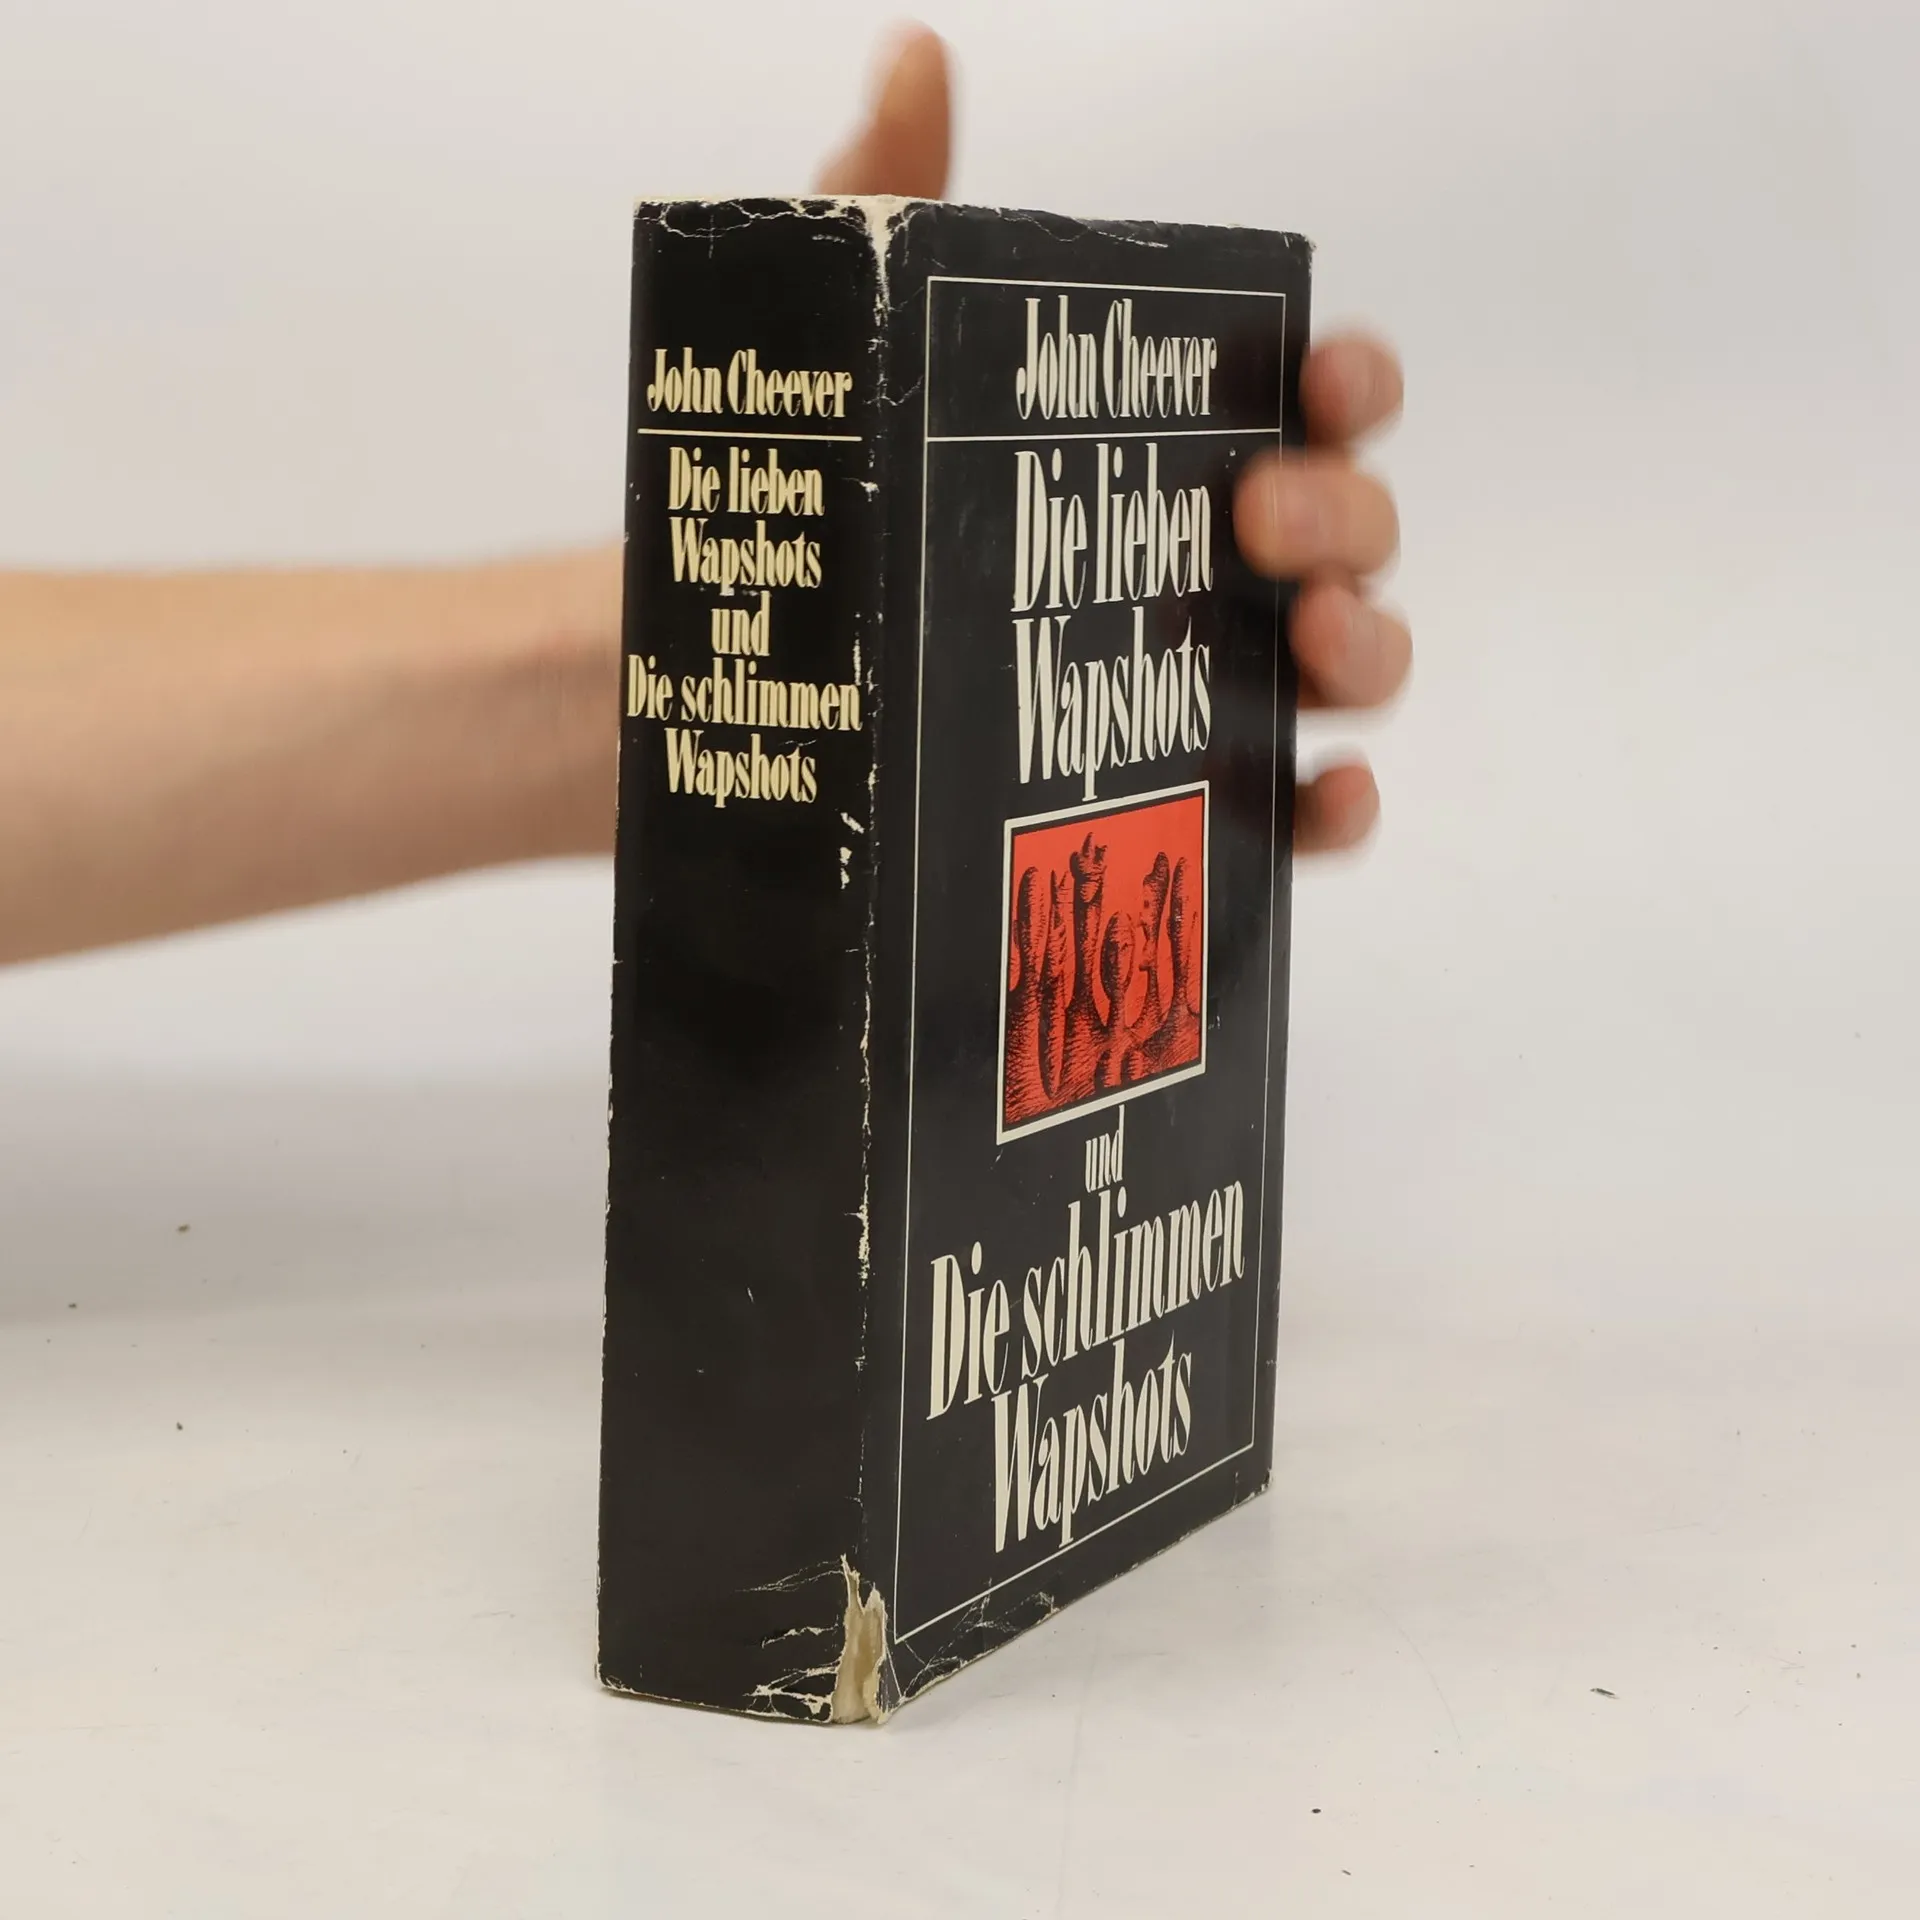 John Cheever
Die lieben
Wapshots
und
Die schlimmen
Wapshots
John Cheever
Die lieben
Wapshots
und
Die schlimmen
Wapshots